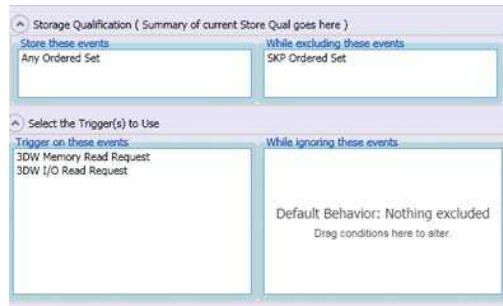 Storage Qualification ( Summary of current Store Qual goes here )
Store these events
While excluding these events
Any Ordered Set
SKP Ordered Set
Select the Trigger(s) to Use
Trigger on these events
While ignoring these events
3DW Memory Read Request
3DW I/O Read Request
Default Behavior: Nothing excluded
Drag conditions here to alter.